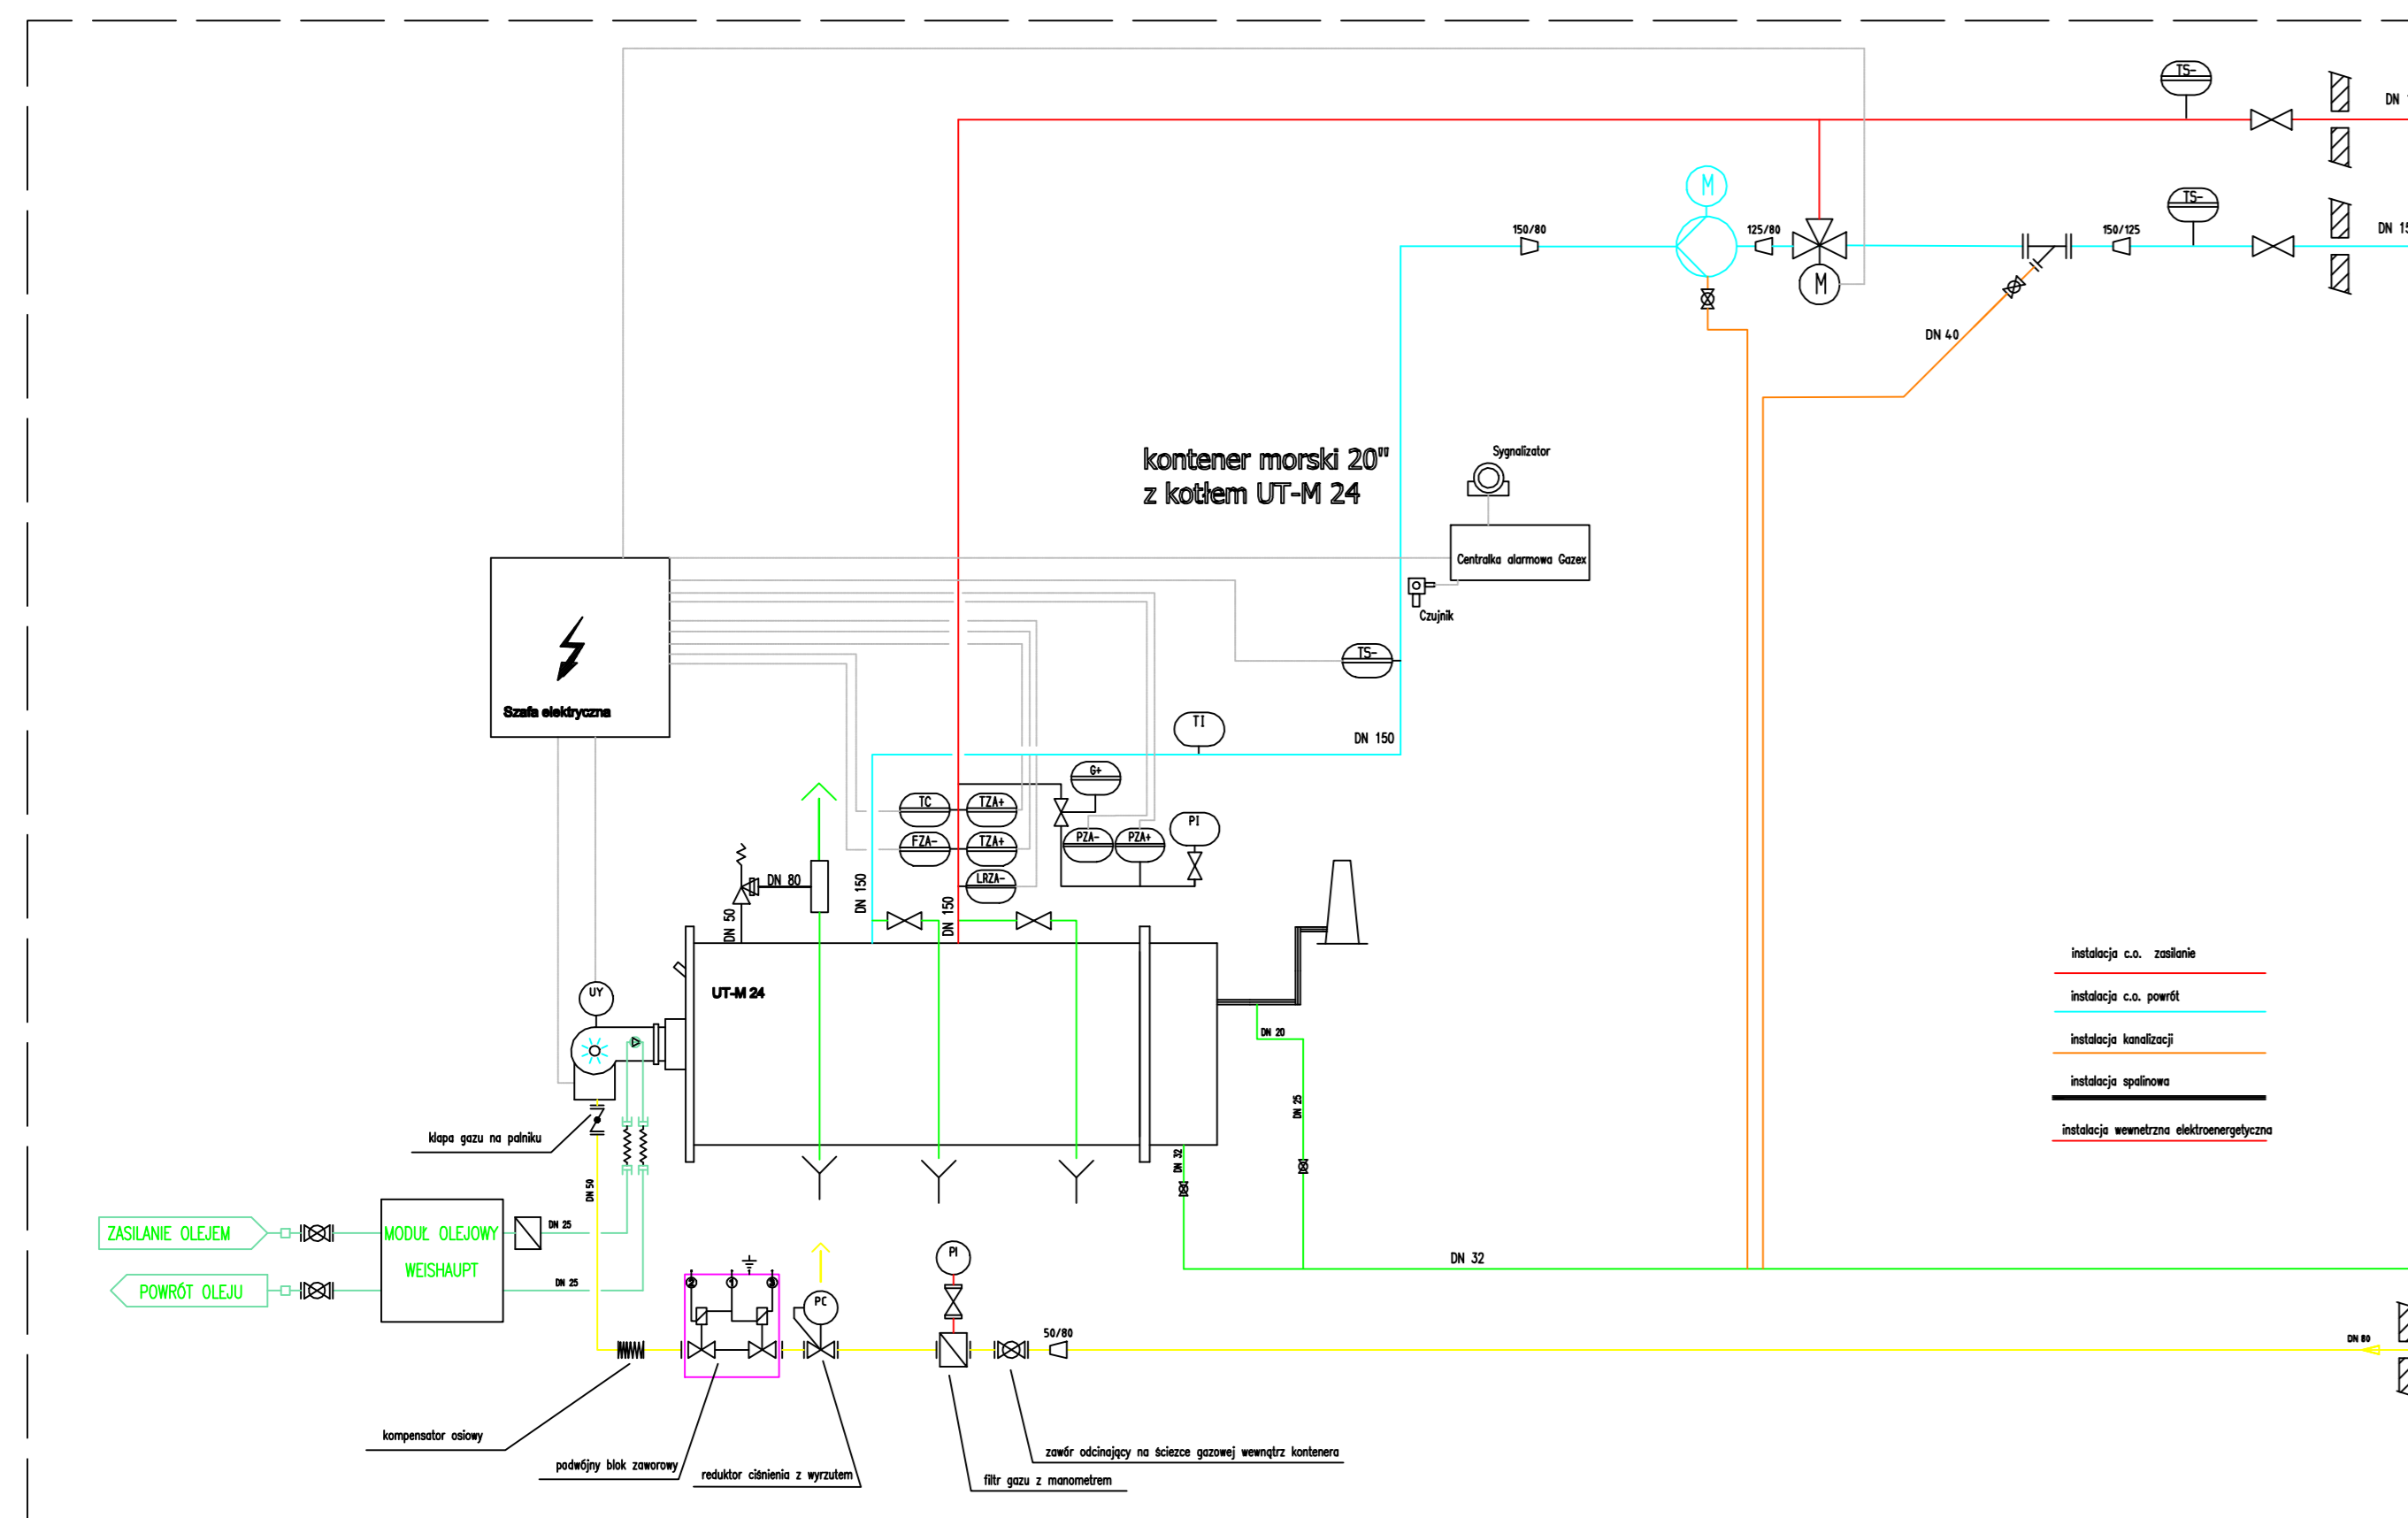 TS-
DN
TS-
DN 15
M
150/80
125/80
150/125
M
DN 40
kontener morski 20"
z kotłem UT-M 24
Sygnalizator
Centralka alarmowa Gazex
Czujnik
TS-
Szafa elektryczna
TI
DN 150
G+
TC
TZA+
PI
PZA-
PZA+
FZA-
TZA+
LRZA-
DN 80
DN 50
DN 150
DN 150
UT-M 24
UY
DN 20
DN 25
DN 32
instalacja c.o. zasilanie
instalacja c.o. powrót
instalacja kanalizacji
instalacja spalinowa
instalacja wewnetrzna elektroenergetyczna
klapa gazu na palniku
DN 50
ZASILANIE OLEJEM
MODUŁ OLEJOWY
WEISHAUPT
DN 25
POWRÓT OLEJU
DN 25
DN 32
2
1
3
PC
PI
50/80
DN 80
kompensator osiowy
podwójny blok zaworowy
reduktor ciśnienia z wyrzutem
filtr gazu z manometrem
zawór odcinający na ściezce gazowej wewnątrz kontenera